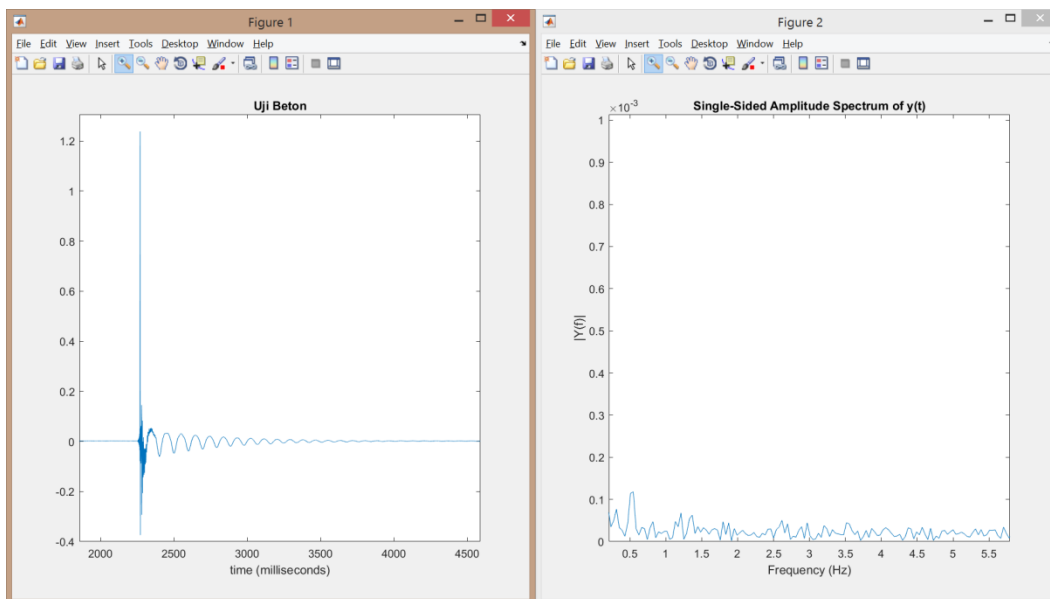 Figure 1
File Edit View Insert Tools Desktop Window Help
Uji Beton
1.2
1
0.8
0.6
0.4
0.2
0
-0.2
-0.4
2000 2500 3000 3500 4000 4500
time (milliseconds)
Figure 2
File Edit View Insert Tools Desktop Window Help
×10⁻³ Single-Sided Amplitude Spectrum of y(t)
1
0.9
0.8
0.7
0.6
0.5
0.4
0.3
0.2
0.1
0
|Y(f)|
0.5 1 1.5 2 2.5 3 3.5 4 4.5 5 5.5
Frequency (Hz)